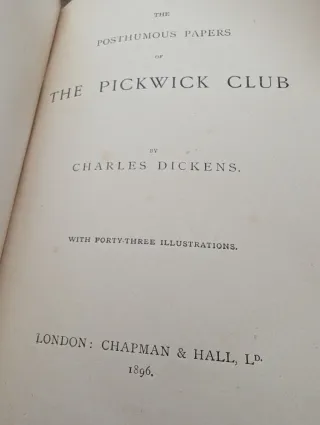 THE
POSTHUMOUS PAPERS
OF
THE PICKWICK CLUB
BY
CHARLES DICKENS.
WITH FORTY-THREE ILLUSTRATIONS.
LONDON: CHAPMAN & HALL, LD.
1896.